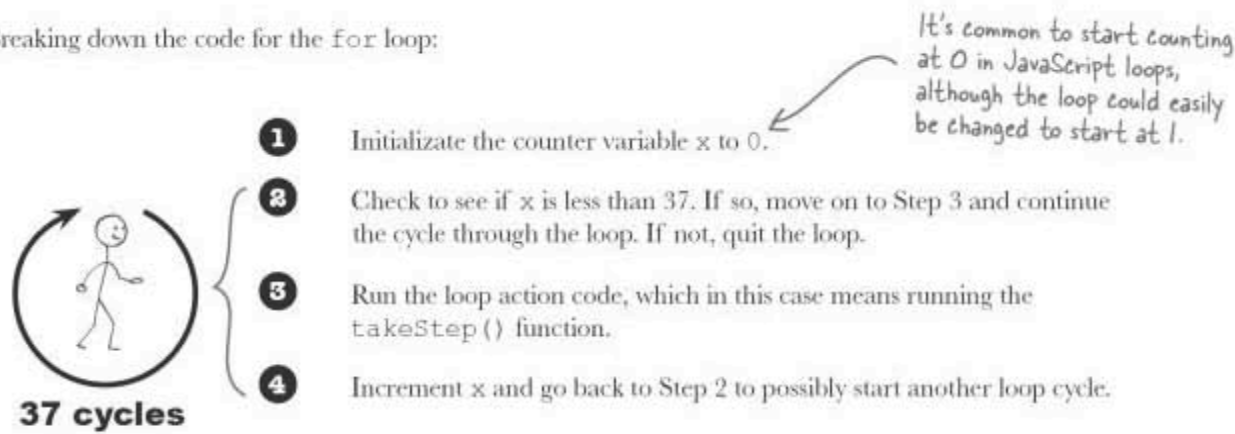 reaking down the code for the for loop:
It's common to start counting
at 0 in JavaScript loops,
although the loop could easily
be changed to start at 1.
1 Initializate the counter variable x to 0.
2 Check to see if x is less than 37. If so, move on to Step 3 and continue
the cycle through the loop. If not, quit the loop.
3 Run the loop action code, which in this case means running the
takeStep() function.
4 Increment x and go back to Step 2 to possibly start another loop cycle.
37 cycles